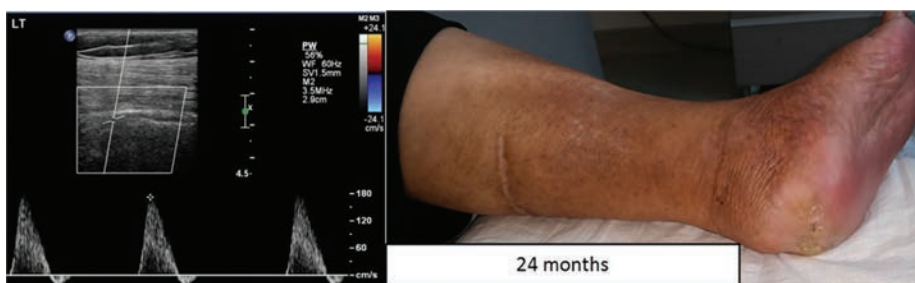 LT
M2 M3
+24.1
-24.1
cm/s
PW
56%
WF 60Hz
SV1.5mm
M2
3.5MHz
2.9cm
x
4.5-
180
120
60
cm/s
24 months